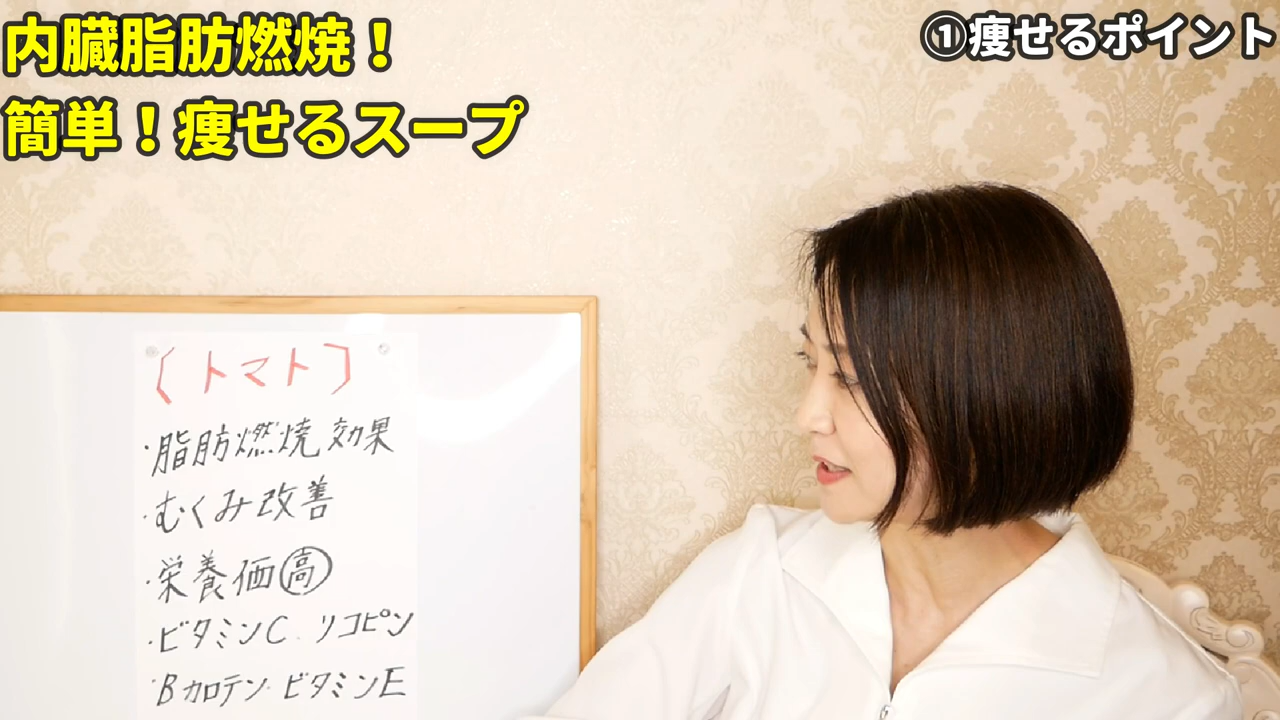 内臓脂肪燃焼！
簡単！痩せるスープ
①痩せるポイント
〔トマト〕
・脂肪燃焼効果
・むくみ改善
・栄養価高
・ビタミンC リコピン
Bカロテン・ビタミンE